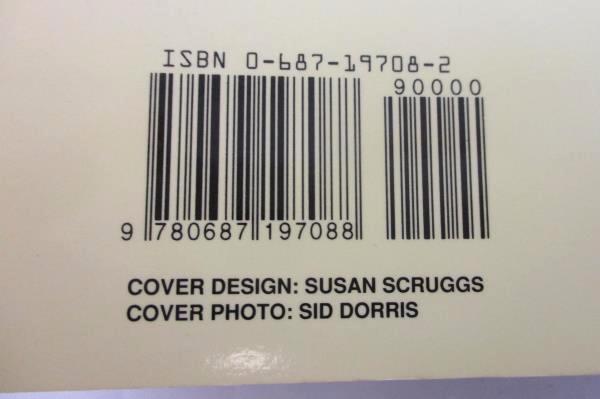 ISBN 0-687-19708-2
90000
9 780687 197088
COVER DESIGN: SUSAN SCRUGGS
COVER PHOTO: SID DORRIS